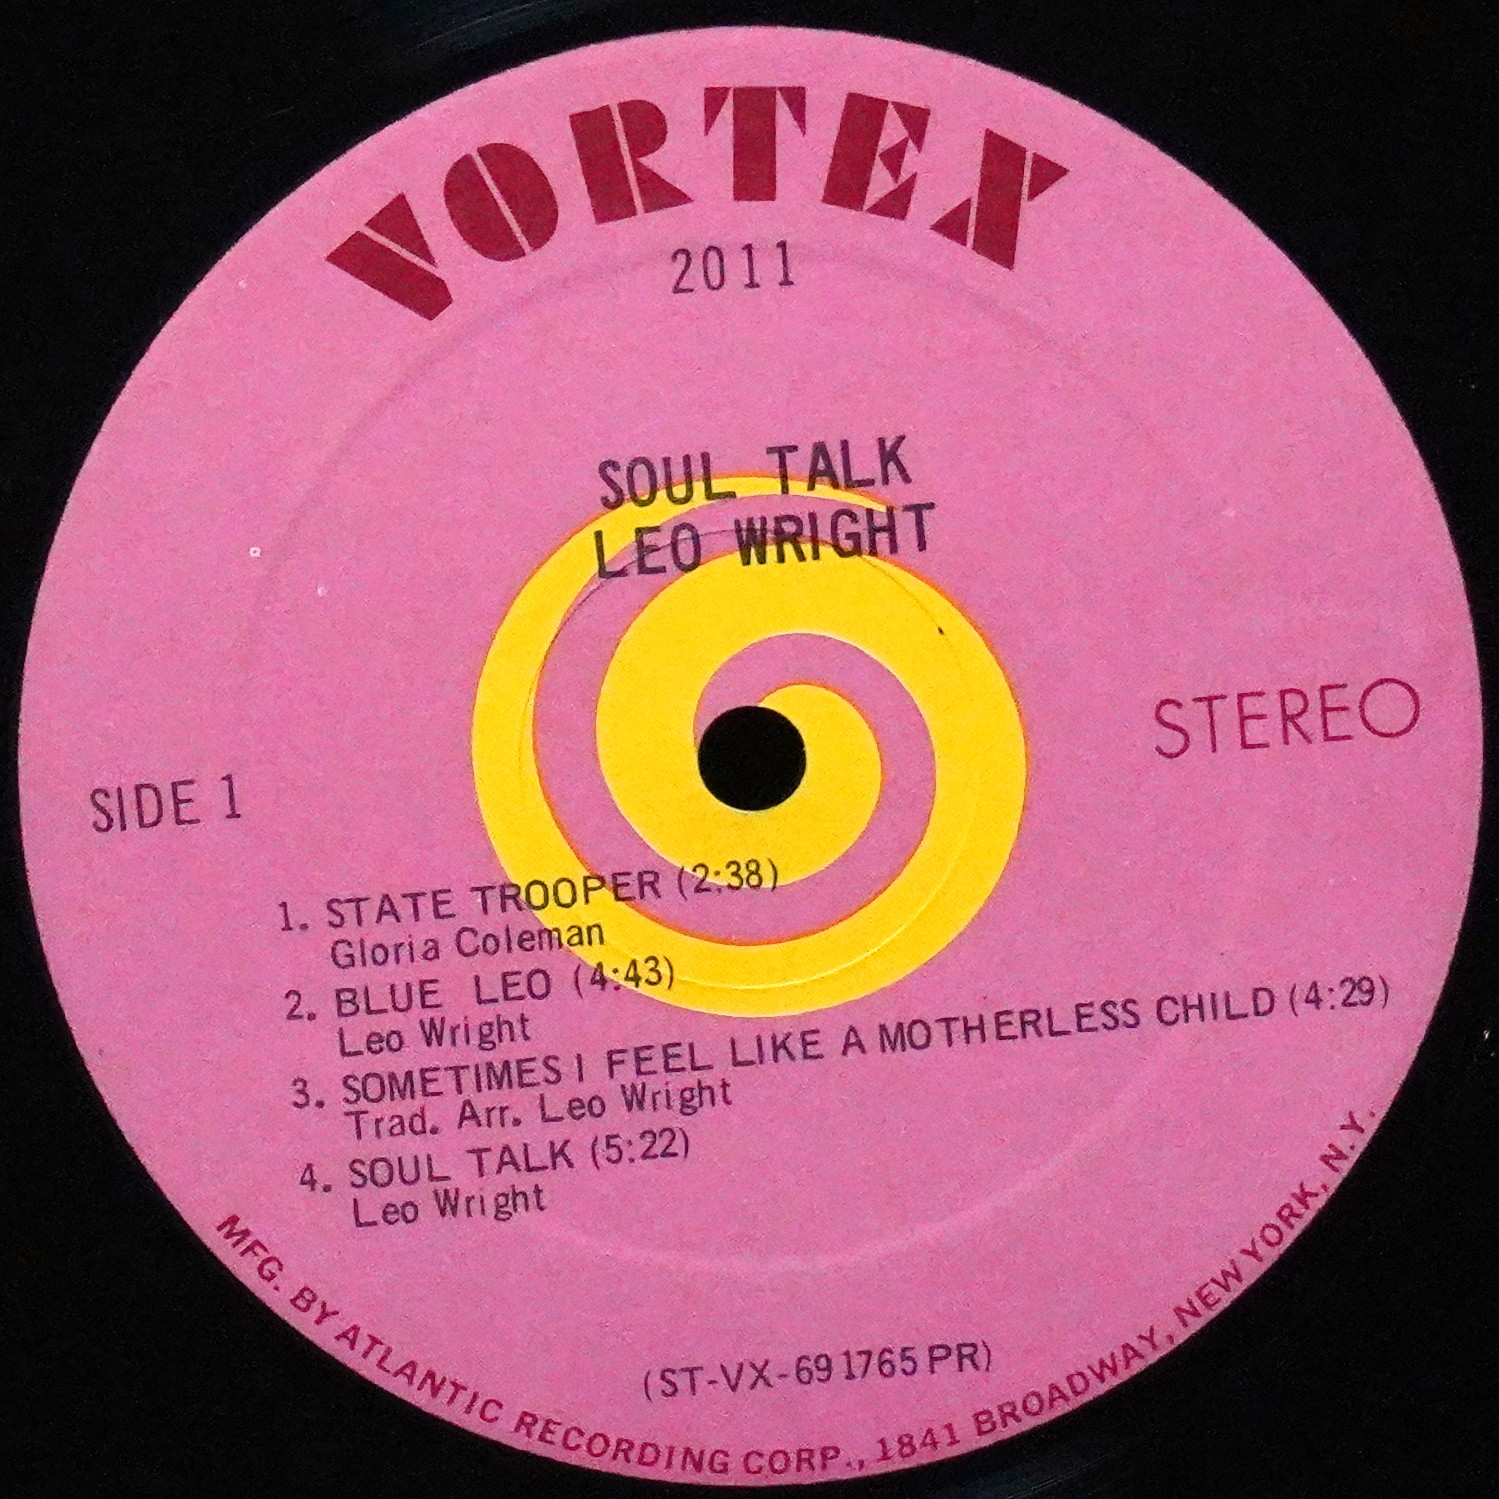 VORTEX
2011
SOUL TALK
LEO WRIGHT
STEREO
SIDE 1
1. STATE TROOPER (2:38)
Gloria Coleman
2. BLUE LEO (4:43)
Leo Wright
3. SOMETIMES I FEEL LIKE A MOTHERLESS CHILD (4:29)
Trad. Arr. Leo Wright
4. SOUL TALK (5:22)
Leo Wright
(ST-VX-691765 PR)
MFG. BY ATLANTIC RECORDING CORP., 1841 BROADWAY, NEW YORK, N.Y.